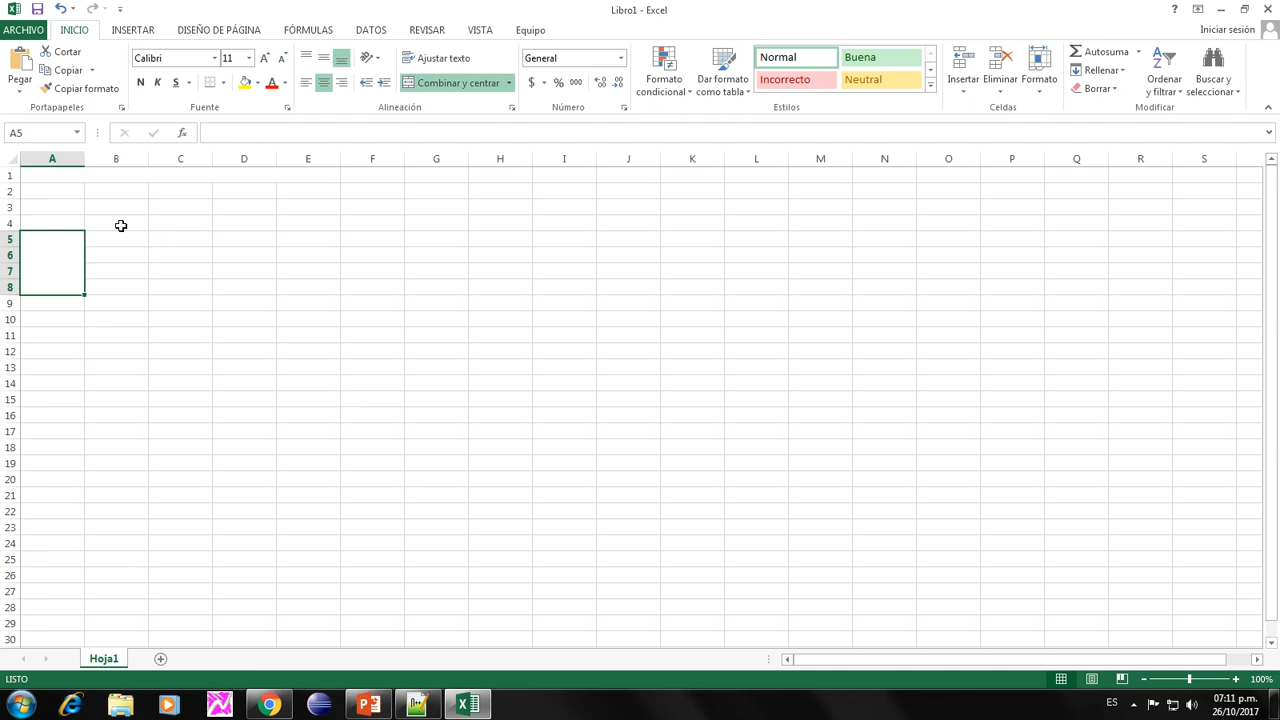 Libro1 - Excel
ARCHIVO INICIO INSERTAR DISEÑO DE PÁGINA FÓRMULAS DATOS REVISAR VISTA Equipo Iniciar sesión
Pegar
Cortar
Copiar
Copiar formato
Portapapeles
Calibri 11
N K S
Fuente
Ajustar texto
Combinar y centrar
Alineación
General
$ % 000
Número
Formato condicional
Dar formato como tabla
Normal Buena
Incorrecto Neutral
Estilos
Insertar Eliminar Formato
Celdas
Autosuma
Rellenar
Borrar
Ordenar y filtrar
Buscar y seleccionar
Modificar
A5 fx
A B C D E F G H I J K L M N O P Q R S
1
2
3
4
5
6
7
8
9
10
11
12
13
14
15
16
17
18
19
20
21
22
23
24
25
26
27
28
29
30
Hoja1
LISTO 100%
ES 07:11 p.m.
26/10/2017